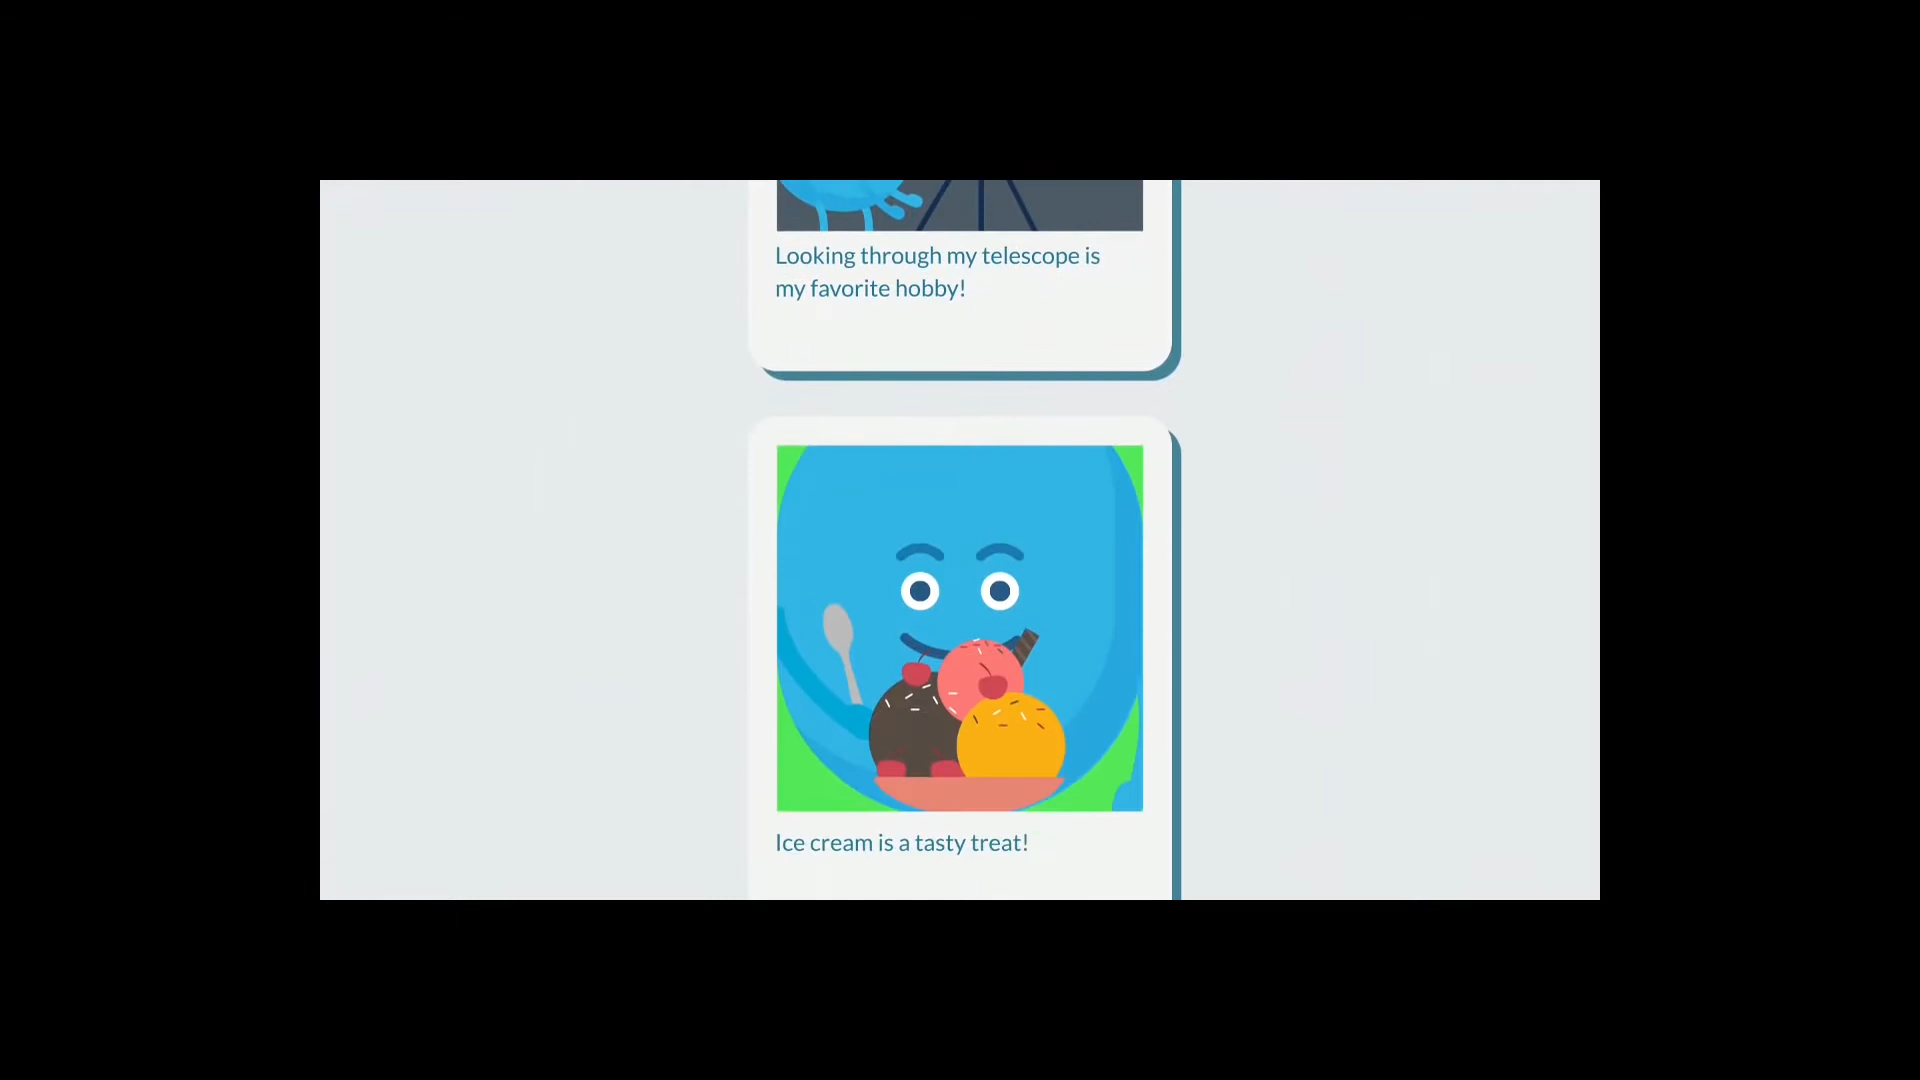 Looking through my telescope is
my favorite hobby!
Ice cream is a tasty treat!